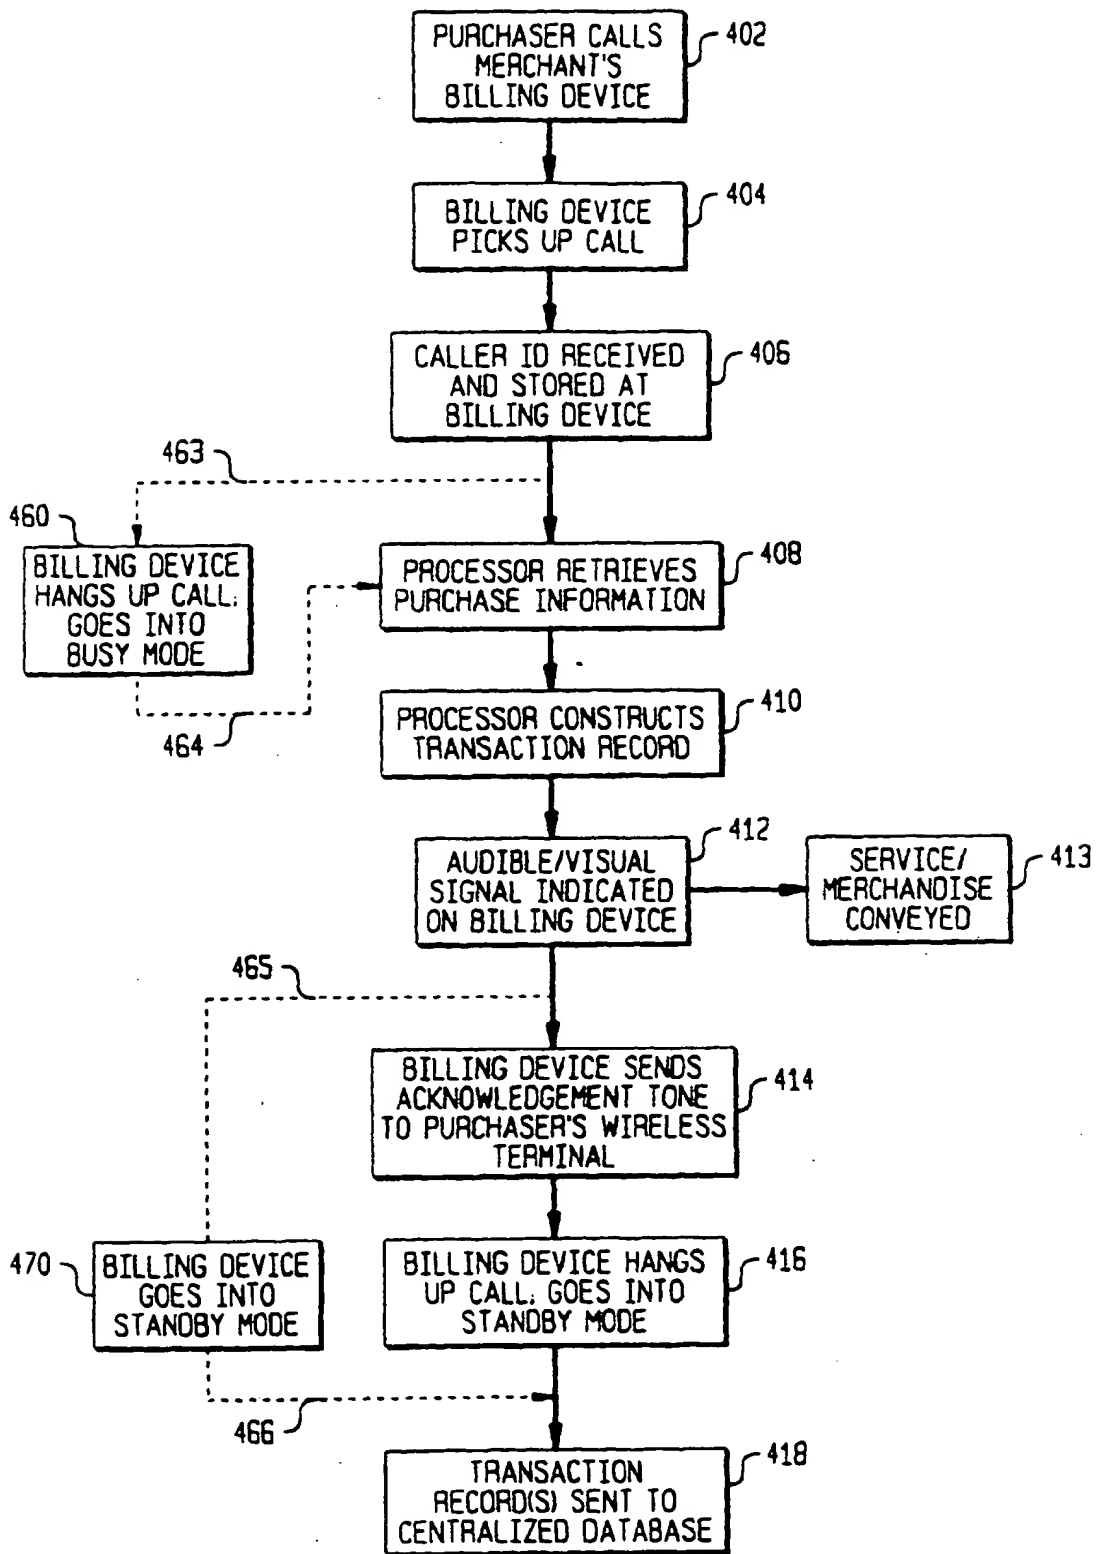 PURCHASER CALLS
MERCHANT'S
BILLING DEVICE
402
BILLING DEVICE
PICKS UP CALL
404
CALLER ID RECEIVED
AND STORED AT
BILLING DEVICE
406
463
460
BILLING DEVICE
HANGS UP CALL;
GOES INTO
BUSY MODE
PROCESSOR RETRIEVES
PURCHASE INFORMATION
408
464
PROCESSOR CONSTRUCTS
TRANSACTION RECORD
410
AUDIBLE/VISUAL
SIGNAL INDICATED
ON BILLING DEVICE
412
SERVICE/
MERCHANDISE
CONVEYED
413
465
BILLING DEVICE SENDS
ACKNOWLEDGEMENT TONE
TO PURCHASER'S WIRELESS
TERMINAL
414
470
BILLING DEVICE
GOES INTO
STANDBY MODE
BILLING DEVICE HANGS
UP CALL; GOES INTO
STANDBY MODE
416
466
TRANSACTION
RECORD(S) SENT TO
CENTRALIZED DATABASE
418